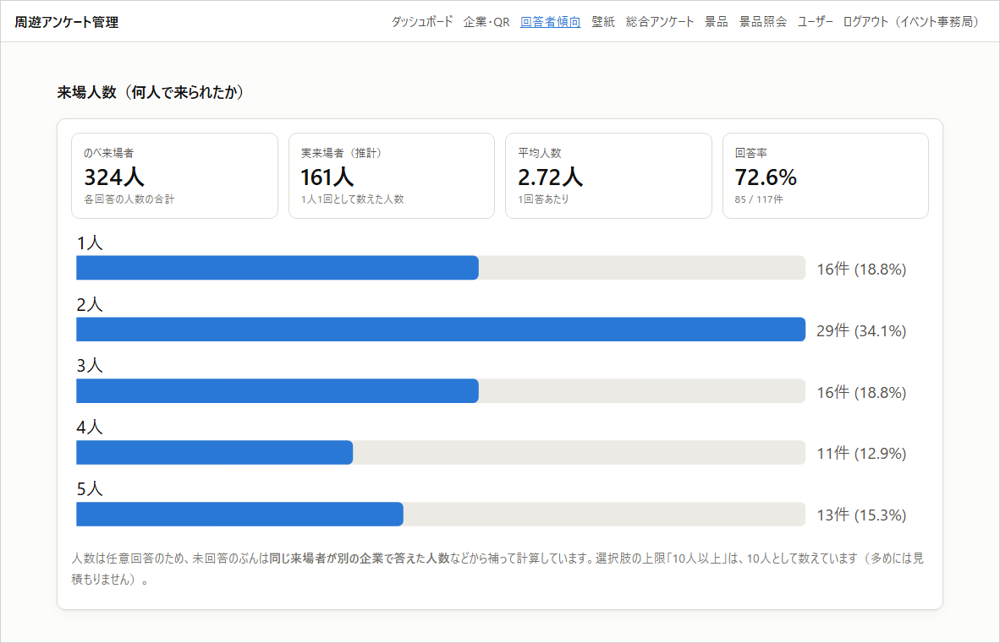 周遊アンケート管理
ダッシュボード 企業・QR 回答者傾向 壁紙 総合アンケート 景品 景品照会 ユーザー ログアウト（イベント事務局）
来場人数（何人で来られたか）
のべ来場者
324人
各回答の人数の合計
実来場者（推計）
161人
1人1回として数えた人数
平均人数
2.72人
1回答あたり
回答率
72.6%
85 / 117件
1人
16件 (18.8%)
2人
29件 (34.1%)
3人
16件 (18.8%)
4人
11件 (12.9%)
5人
13件 (15.3%)
人数は任意回答のため、未回答のぶんは同じ来場者が別の企業で答えた人数などから補って計算しています。選択肢の上限「10人以上」は、10人として数えています（多めには見
積もりません）。